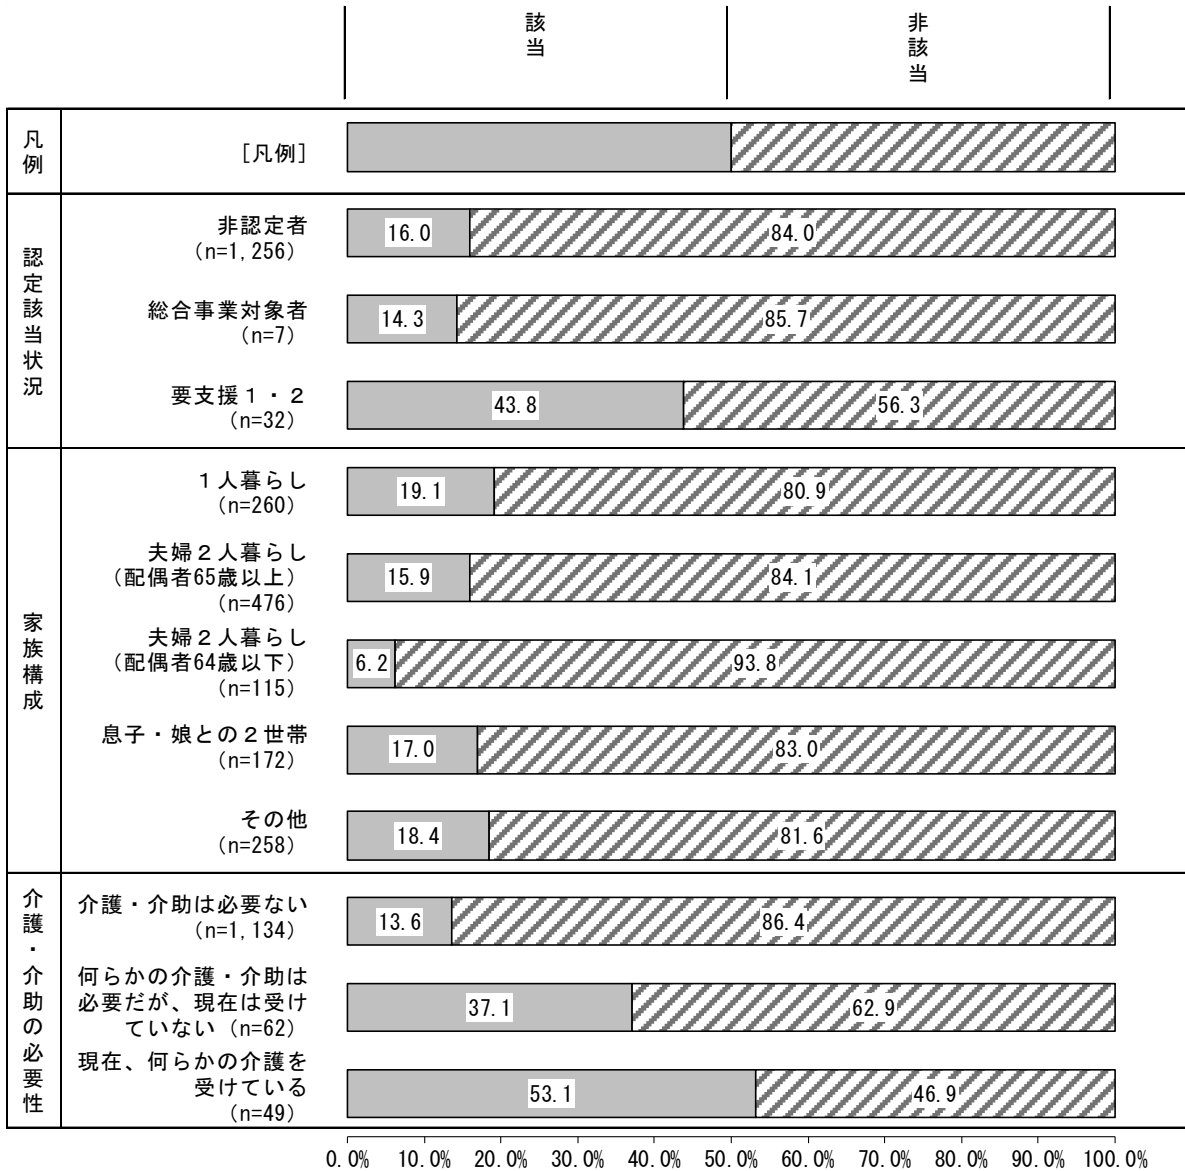 該当
非該当
凡例
[凡例]
認定該当状況
非認定者
(n=1,256)
16.0
84.0
総合事業対象者
(n=7)
14.3
85.7
要支援１・２
(n=32)
43.8
56.3
家族構成
１人暮らし
(n=260)
19.1
80.9
夫婦２人暮らし
(配偶者65歳以上)
(n=476)
15.9
84.1
夫婦２人暮らし
(配偶者64歳以下)
(n=115)
6.2
93.8
息子・娘との２世帯
(n=172)
17.0
83.0
その他
(n=258)
18.4
81.6
介護・介助の必要性
介護・介助は必要ない
(n=1,134)
13.6
86.4
何らかの介護・介助は
必要だが、現在は受け
ていない (n=62)
37.1
62.9
現在、何らかの介護を
受けている
(n=49)
53.1
46.9
0.0% 10.0% 20.0% 30.0% 40.0% 50.0% 60.0% 70.0% 80.0% 90.0% 100.0%